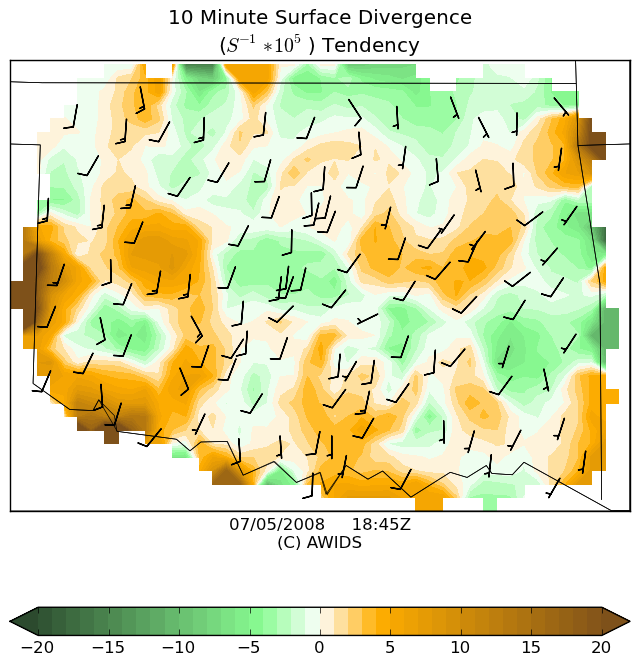 10 Minute Surface Divergence
(S⁻¹ * 10⁵ ) Tendency
07/05/2008 18:45Z
(C) AWIDS
−20 −15 −10 −5 0 5 10 15 20